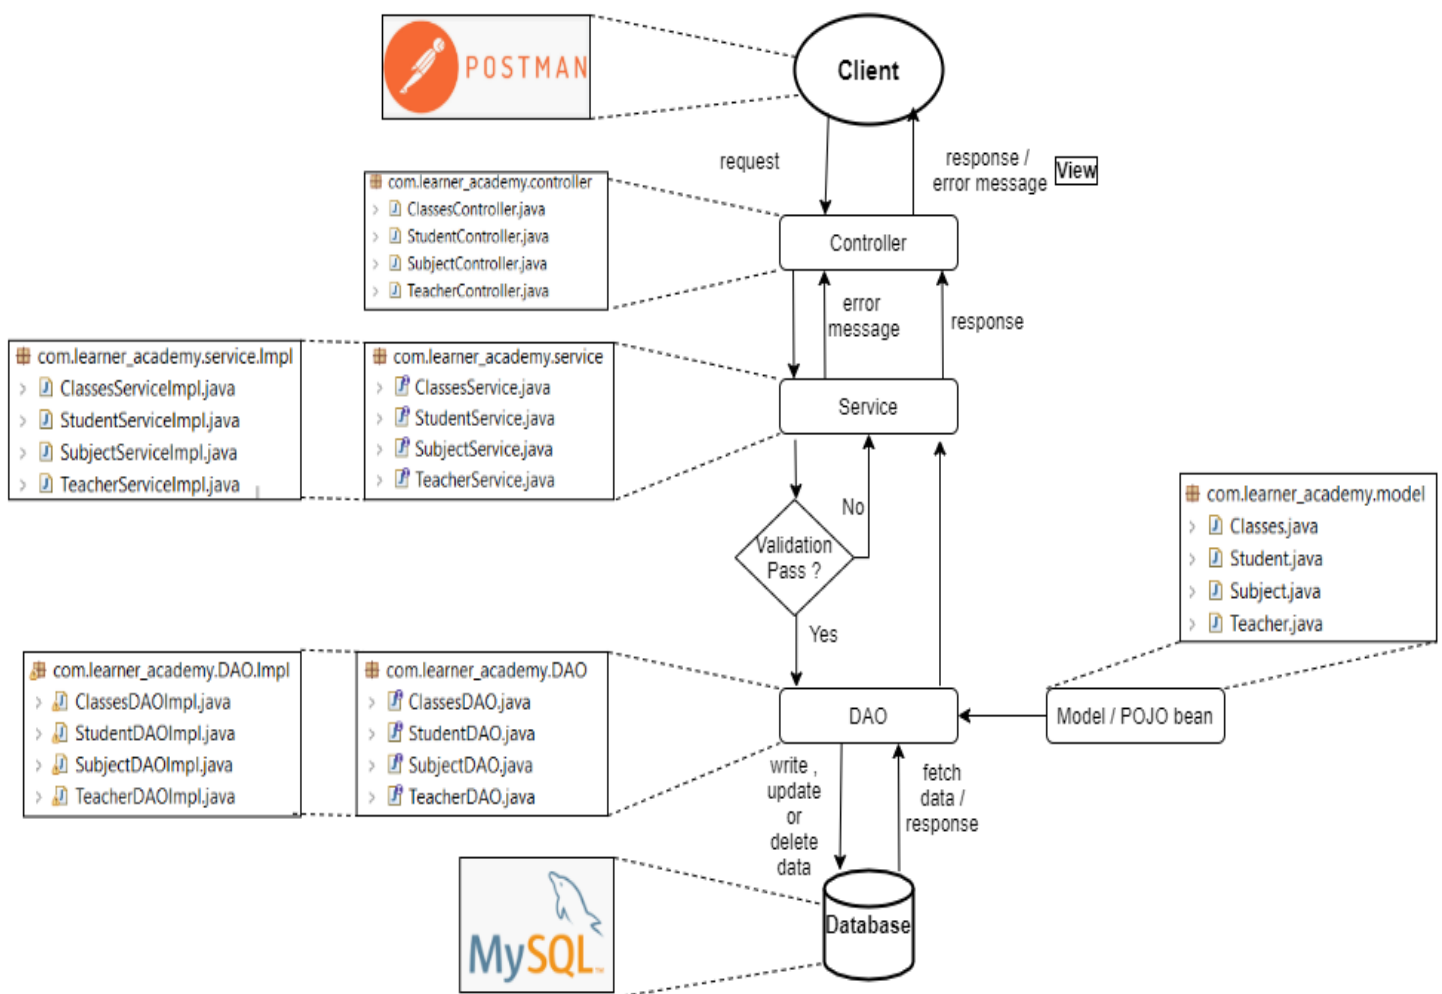 POSTMAN
Client
request
response /
error message
View
com.learner_academy.controller
ClassesController.java
StudentController.java
SubjectController.java
TeacherController.java
Controller
error
message
response
com.learner_academy.service.Impl
ClassesServiceImpl.java
StudentServiceImpl.java
SubjectServiceImpl.java
TeacherServiceImpl.java
com.learner_academy.service
ClassesService.java
StudentService.java
SubjectService.java
TeacherService.java
Service
No
Validation
Pass ?
Yes
com.learner_academy.model
Classes.java
Student.java
Subject.java
Teacher.java
com.learner_academy.DAO.Impl
ClassesDAOImpl.java
StudentDAOImpl.java
SubjectDAOImpl.java
TeacherDAOImpl.java
com.learner_academy.DAO
ClassesDAO.java
StudentDAO.java
SubjectDAO.java
TeacherDAO.java
DAO
Model / POJO bean
write ,
update
or
delete
data
fetch
data /
response
MySQL
Database